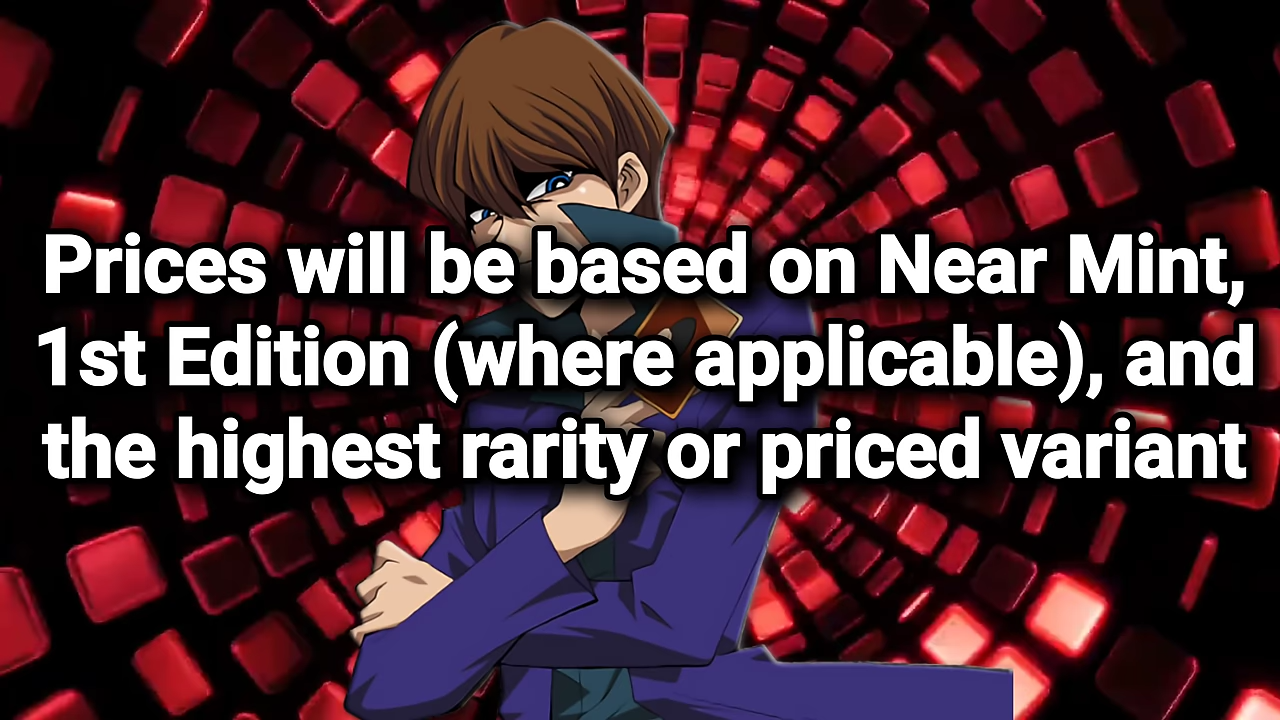 Prices will be based on Near Mint,
1st Edition (where applicable), and
the highest rarity or priced variant